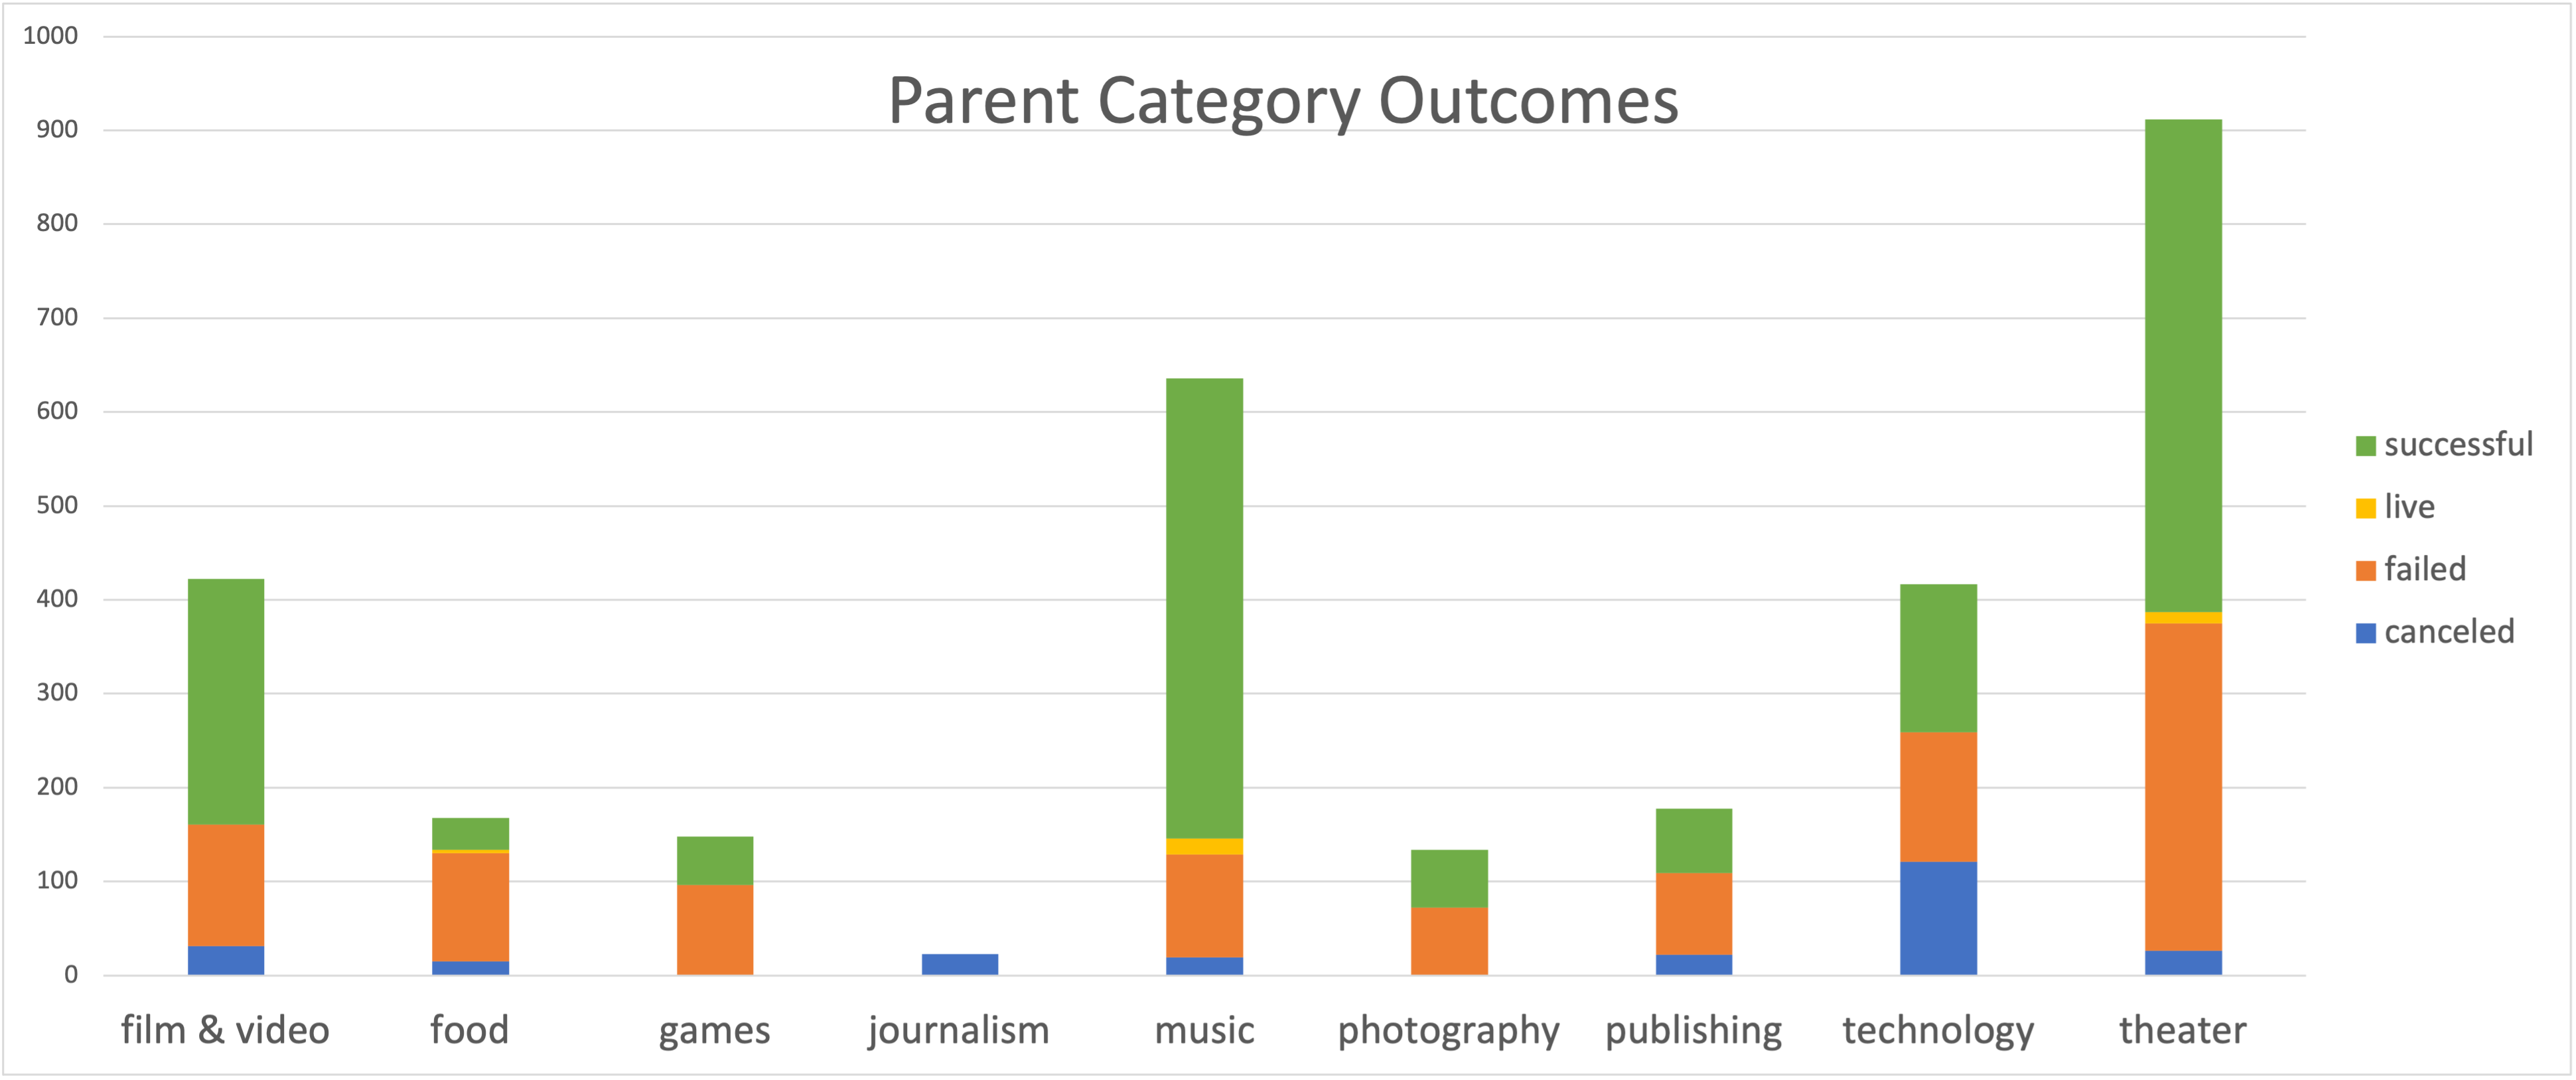 Parent Category Outcomes
1000
900
800
700
600
500
400
300
200
100
0
film & video food games journalism music photography publishing technology theater
successful
live
failed
canceled